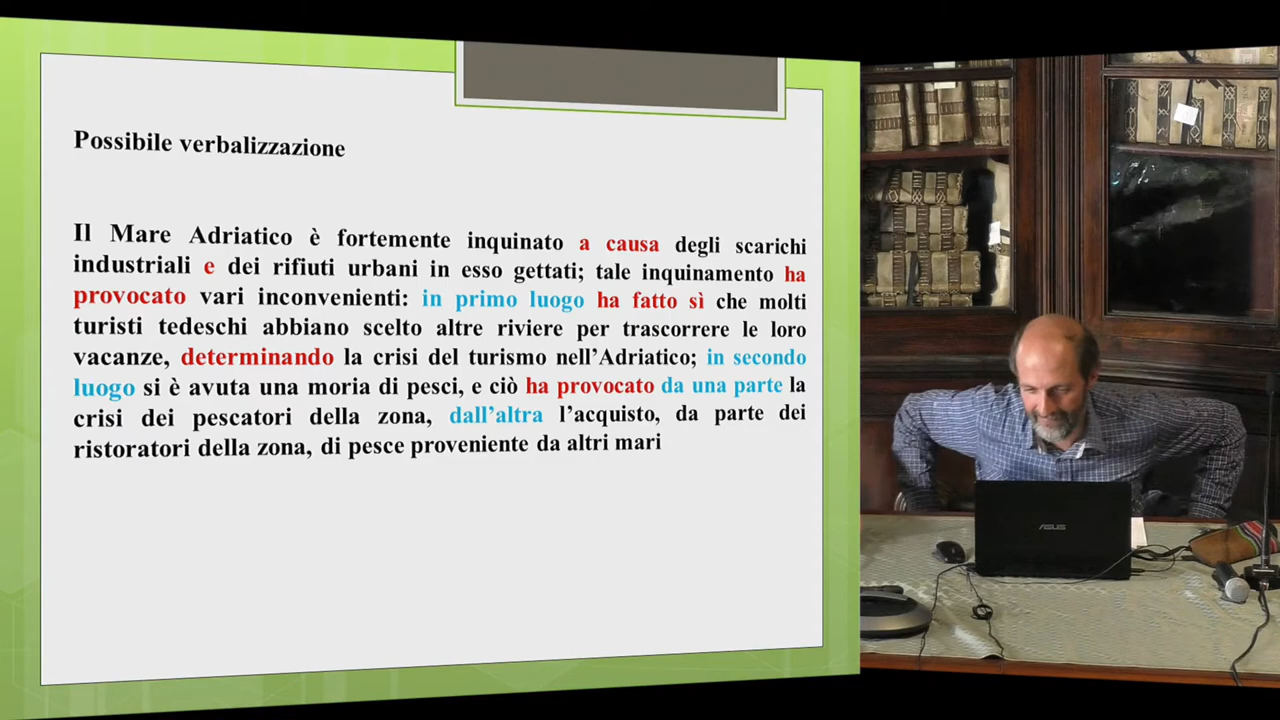 Possibile verbalizzazione
Il Mare Adriatico è fortemente inquinato a causa degli scarichi
industriali e dei rifiuti urbani in esso gettati; tale inquinamento ha
provocato vari inconvenienti: in primo luogo ha fatto sì che molti
turisti tedeschi abbiano scelto altre riviere per trascorrere le loro
vacanze, determinando la crisi del turismo nell’Adriatico; in secondo
luogo si è avuta una moria di pesci, e ciò ha provocato da una parte la
crisi dei pescatori della zona, dall’altra l’acquisto, da parte dei
ristoratori della zona, di pesce proveniente da altri mari
ASUS